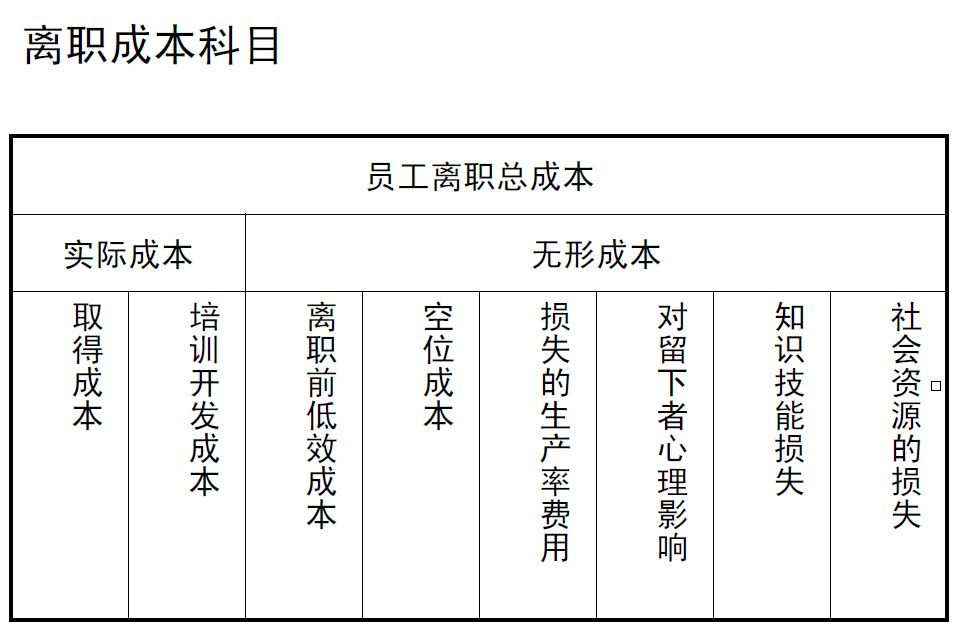 离职成本科目
员工离职总成本
实际成本
无形成本
取得成本
培训开发成本
离职前低效成本
空位成本
损失的生产率费用
对留下者心理影响
知识技能损失
社会资源的损失